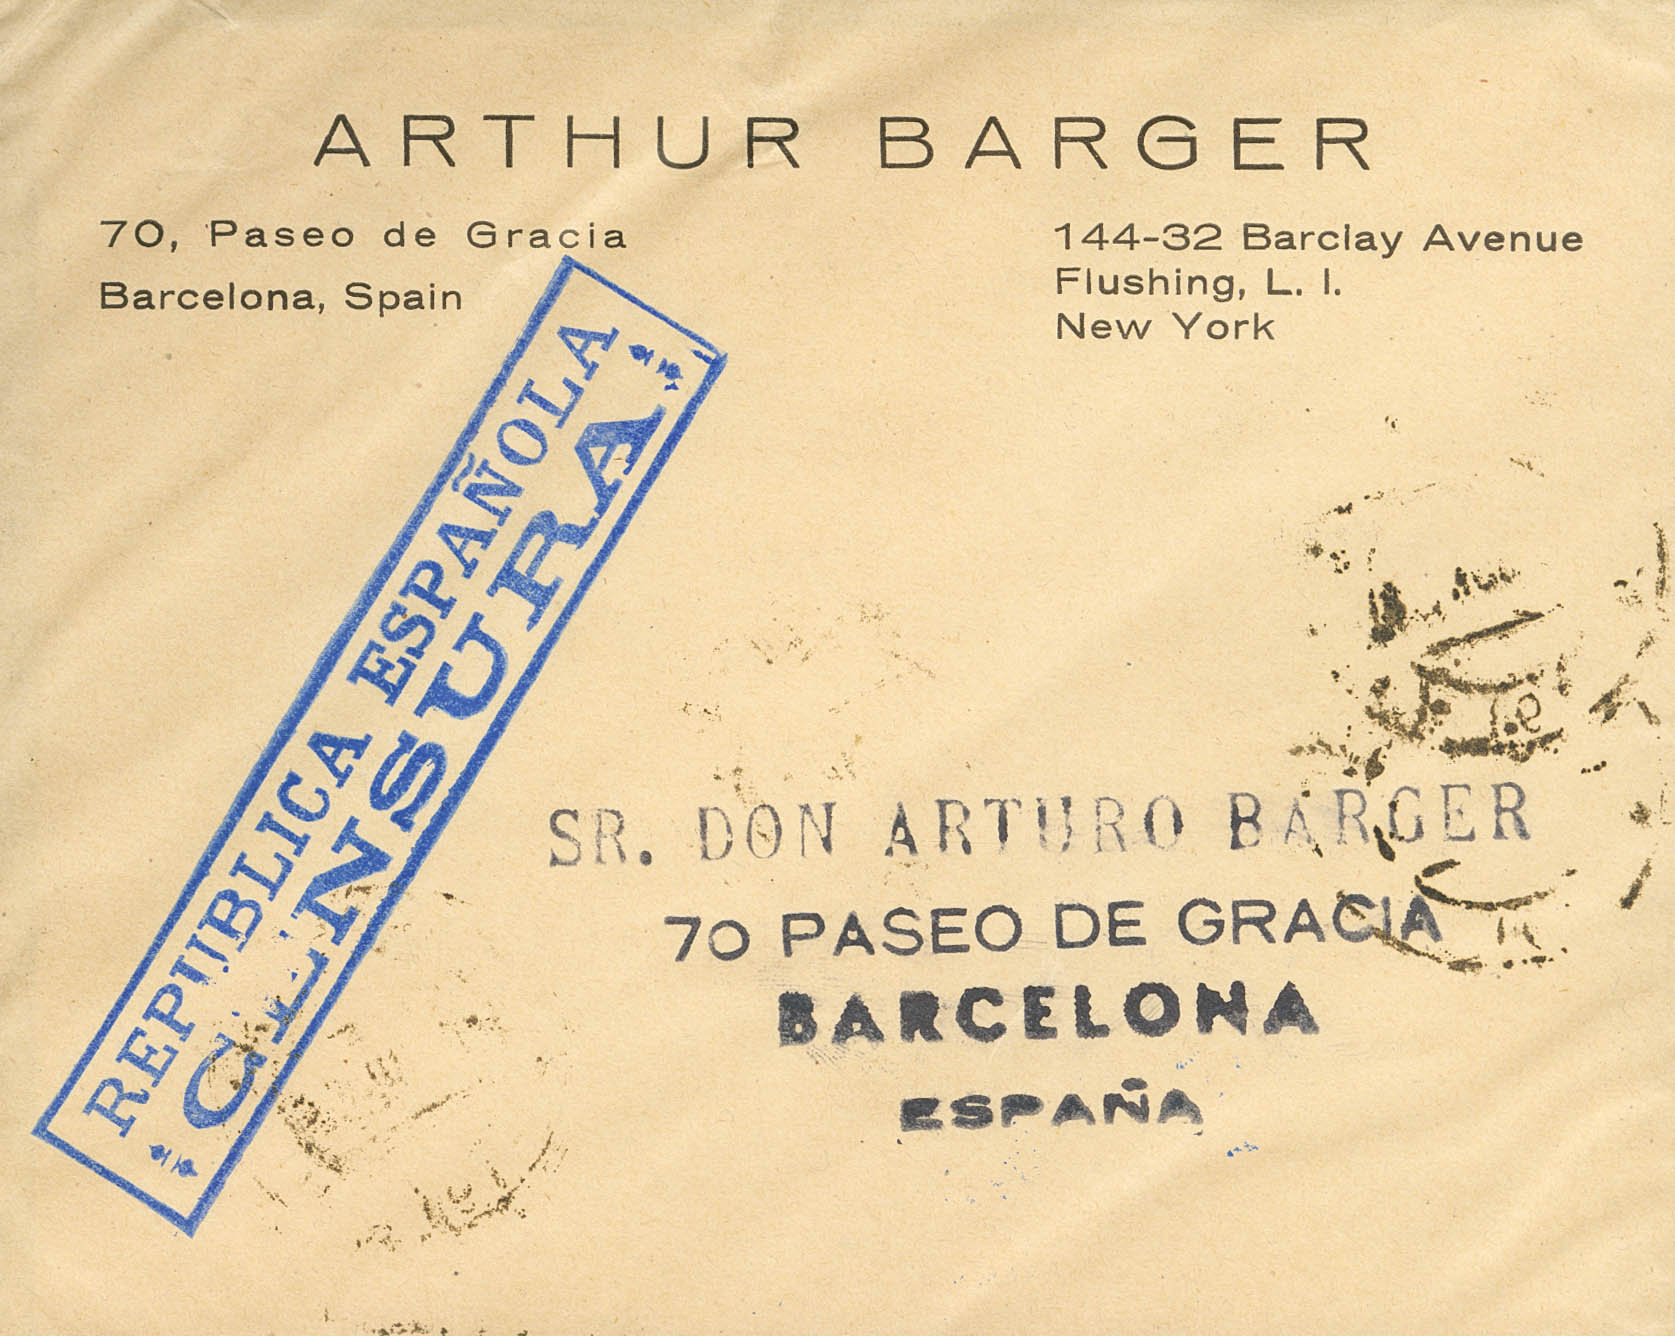 ARTHUR BARGER
70, Paseo de Gracia
Barcelona, Spain
144-32 Barclay Avenue
Flushing, L. I.
New York
REPUBLICA ESPAÑOLA
CENSURA
SR. DON ARTURO BARGER
70 PASEO DE GRACIA
BARCELONA
ESPAÑA